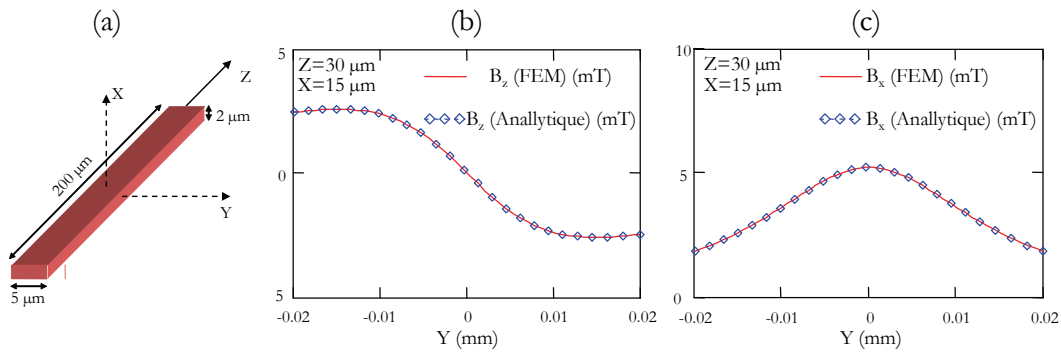 (a)
Z
X
2 µm
200 µm
Y
5 µm
(b)
5
Z=30 µm
X=15 µm
B_z (FEM) (mT)
B_z (Anallytique) (mT)
0
5
-0.02
-0.01
0
0.01
0.02
Y (mm)
(c)
10
Z=30 µm
X=15 µm
B_x (FEM) (mT)
B_x (Anallytique) (mT)
5
0
-0.02
-0.01
0
0.01
0.02
Y (mm)